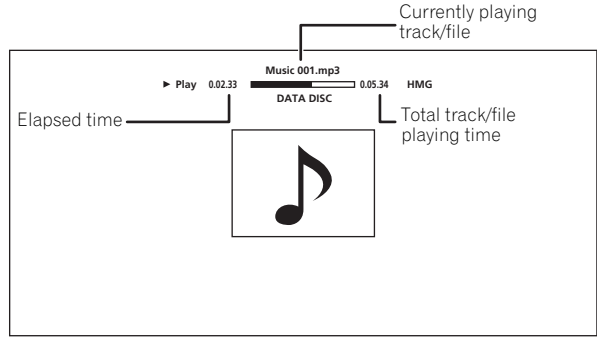 Currently playing
track/file
Music 001.mp3
► Play 0.02.33 0.05.34 HMG
DATA DISC
Elapsed time
Total track/file
playing time